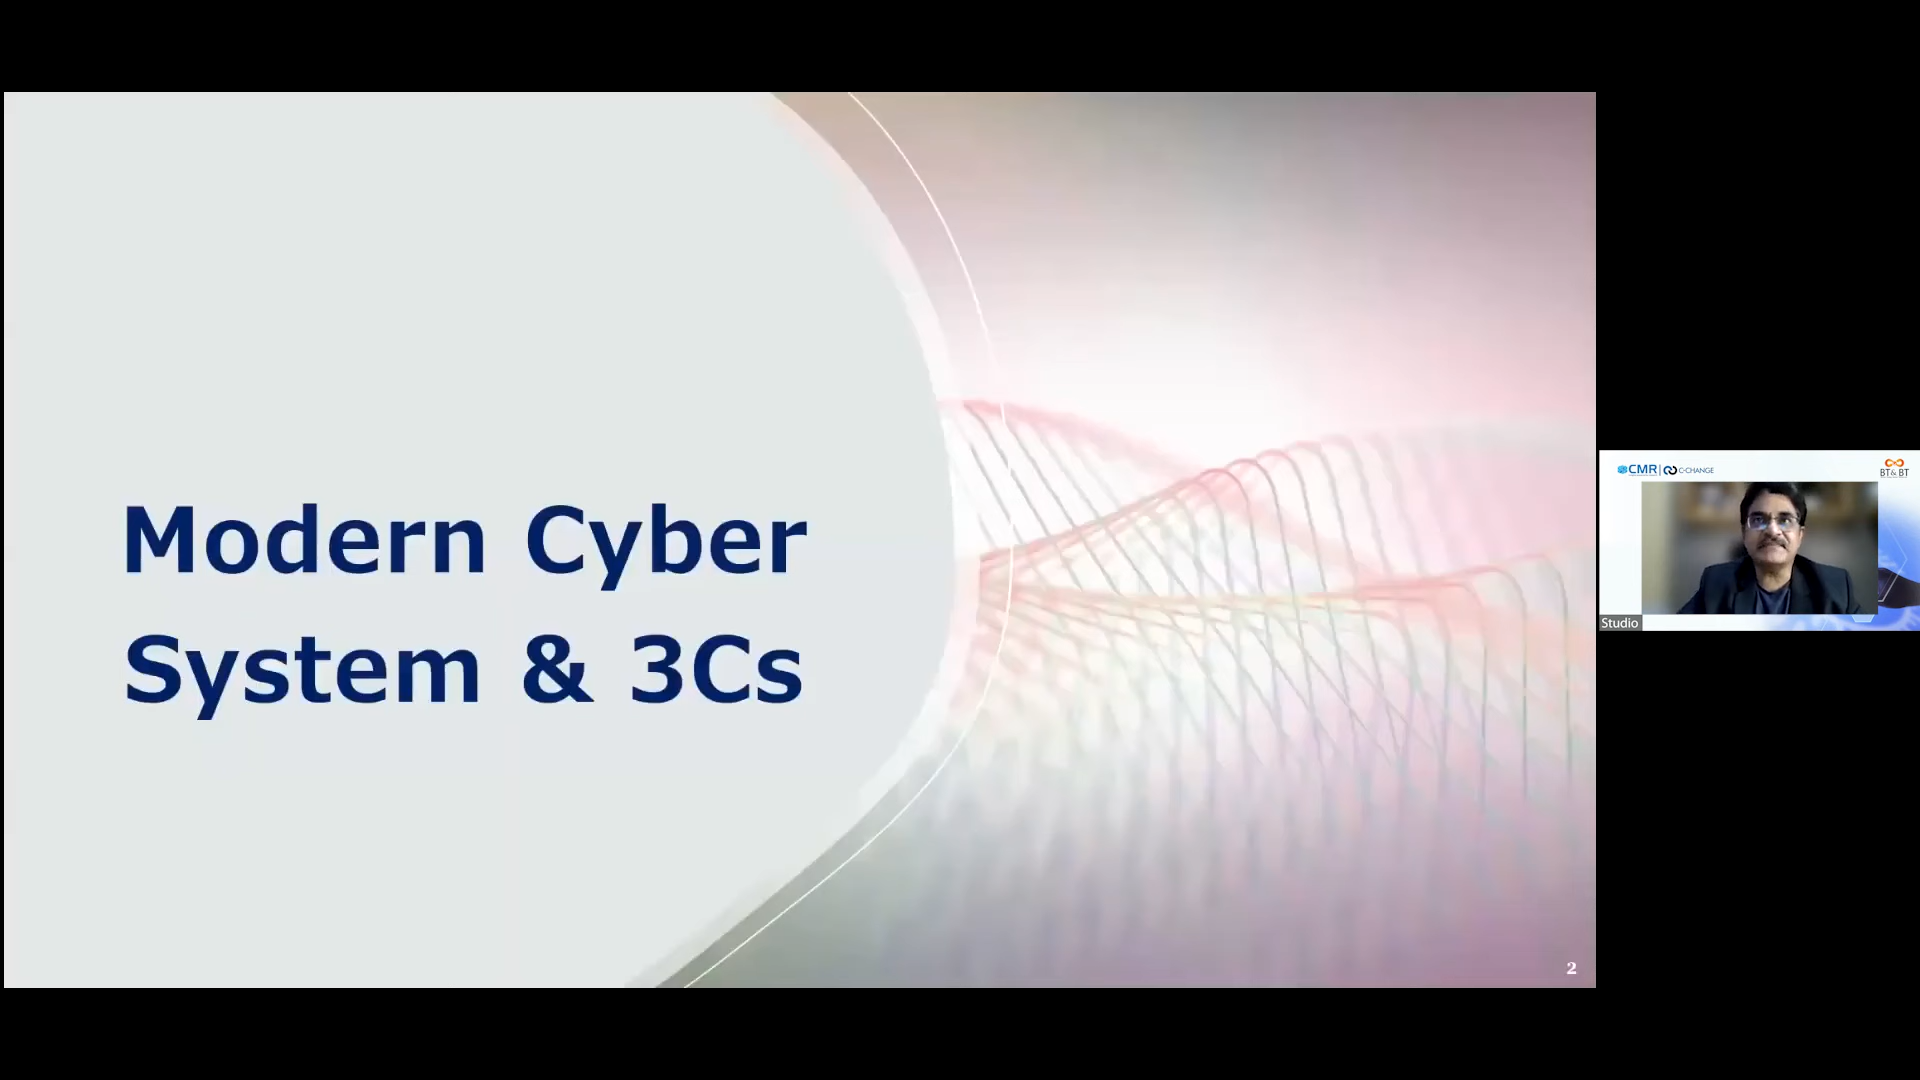 Modern Cyber
System & 3Cs
2
CMR C-CHANGE
BT& BT
Studio